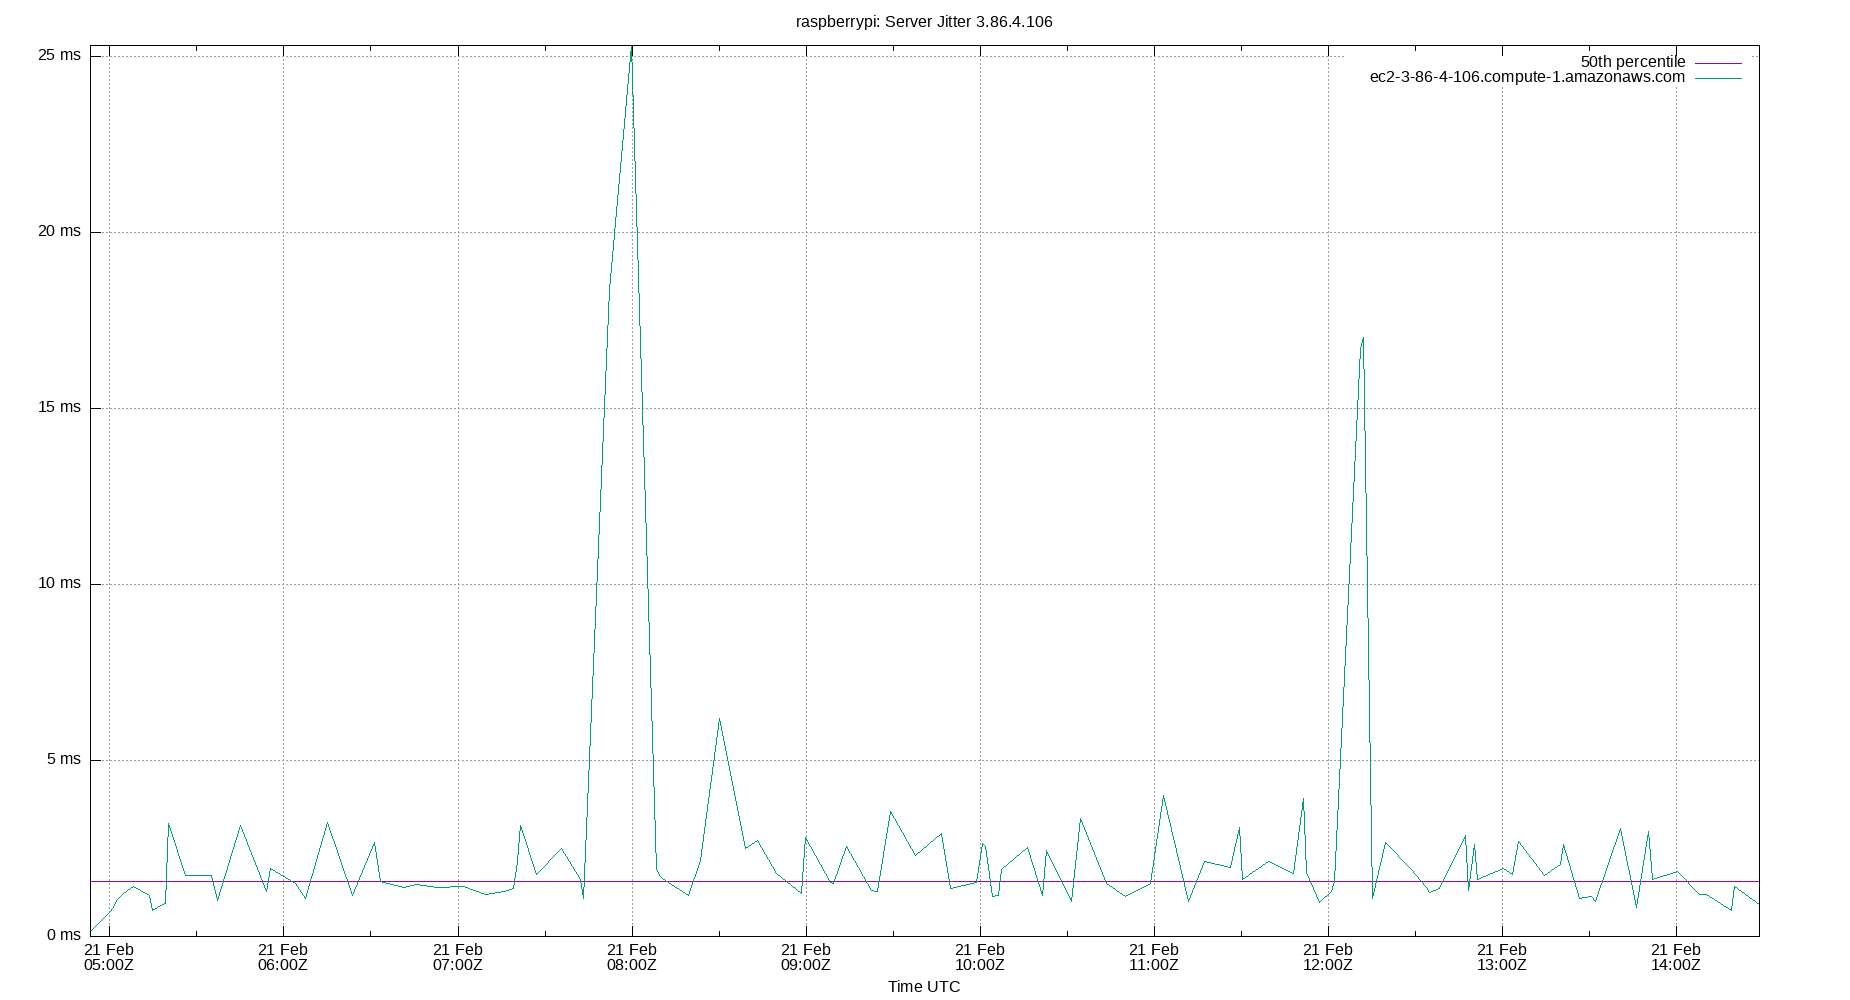 raspberrypi: Server Jitter 3.86.4.106
25 ms
20 ms
15 ms
10 ms
5 ms
0 ms
50th percentile
ec2-3-86-4-106.compute-1.amazonaws.com
21 Feb 21 Feb 21 Feb 21 Feb 21 Feb 21 Feb 21 Feb 21 Feb 21 Feb 21 Feb
05:00Z 06:00Z 07:00Z 08:00Z 09:00Z 10:00Z 11:00Z 12:00Z 13:00Z 14:00Z
Time UTC